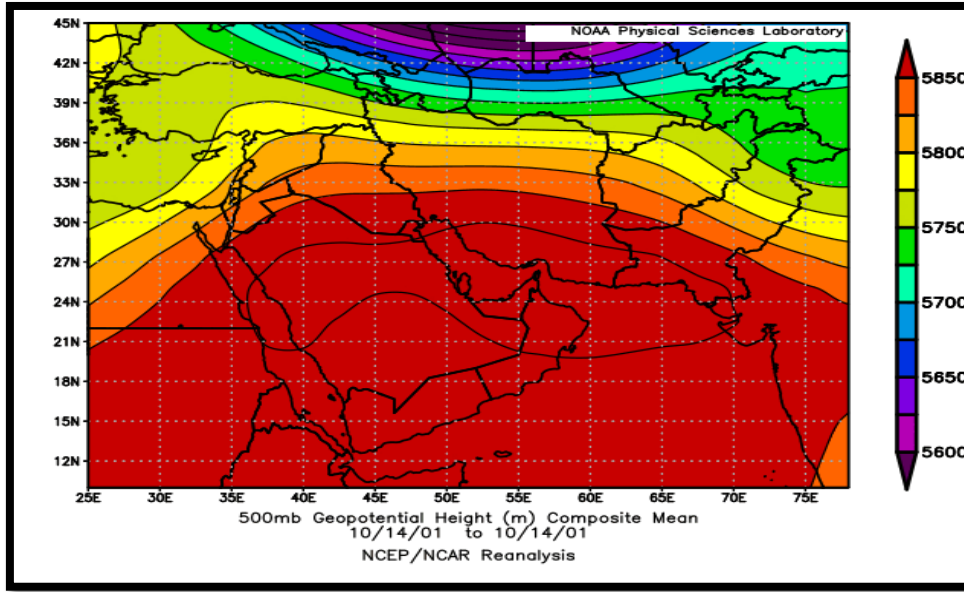 NOAA Physical Sciences Laboratory
45N
42N
39N
36N
33N
30N
27N
24N
21N
18N
15N
12N
25E 30E 35E 40E 45E 50E 55E 60E 65E 70E 75E
5850
5800
5750
5700
5650
5600
500mb Geopotential Height (m) Composite Mean
10/14/01 to 10/14/01
NCEP/NCAR Reanalysis